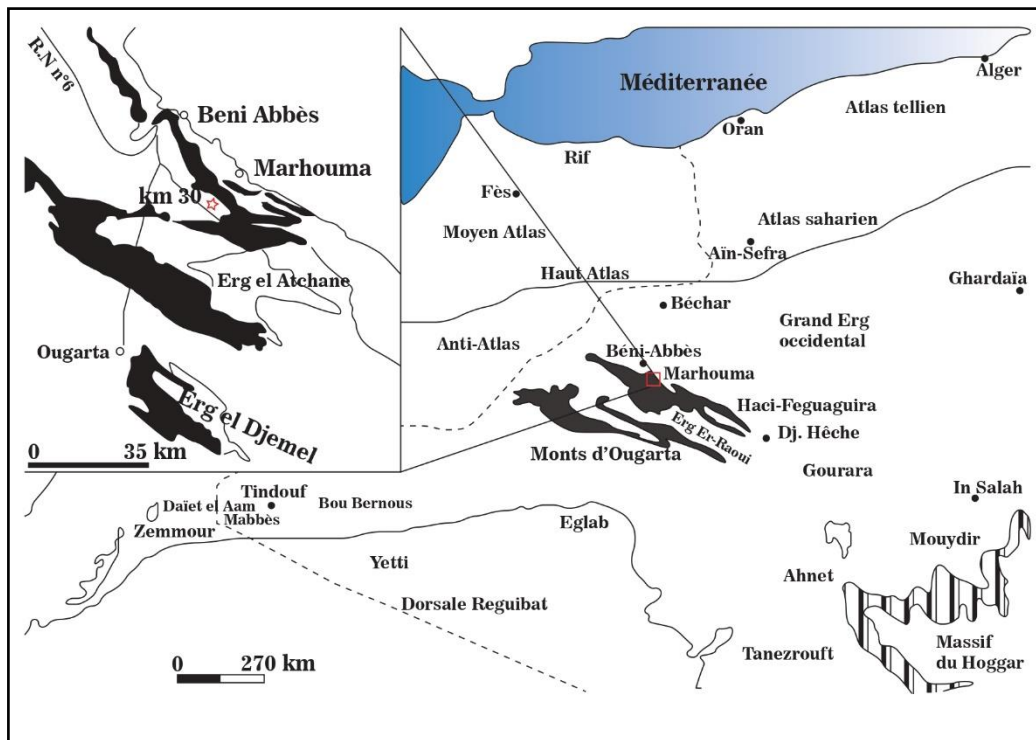 R.N n°6
Beni Abbès
Marhouma
km 30
Erg el Atchane
Ougarta
Erg el Djemel
0 35 km
Méditerranée
Alger
Atlas tellien
Oran
Rif
Fès
Moyen Atlas
Atlas saharien
Aïn-Sefra
Haut Atlas
Ghardaïa
Béchar
Grand Erg
occidental
Anti-Atlas
Béni-Abbès
Marhouma
Haci-Feguaguira
Erg Er-Raoui
Dj. Hêche
Monts d'Ougarta
Gourara
Tindouf
Bou Bernous
In Salah
Daïet el Aam
Mabbès
Zemmour
Eglab
Mouydir
Yetti
Ahnet
Dorsale Reguibat
Tanezrouft
Massif
du Hoggar
0 270 km